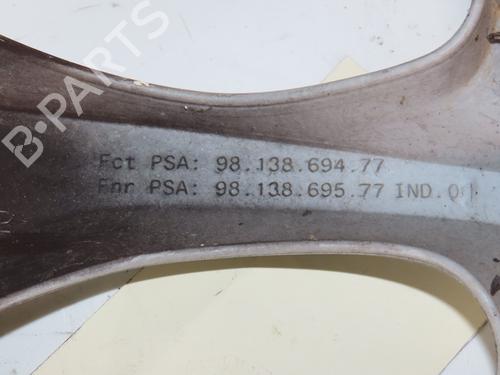 B-PARTS
Fct PSA: 98.138.694.77
Fnr PSA: 98.138.695.77 IND.0